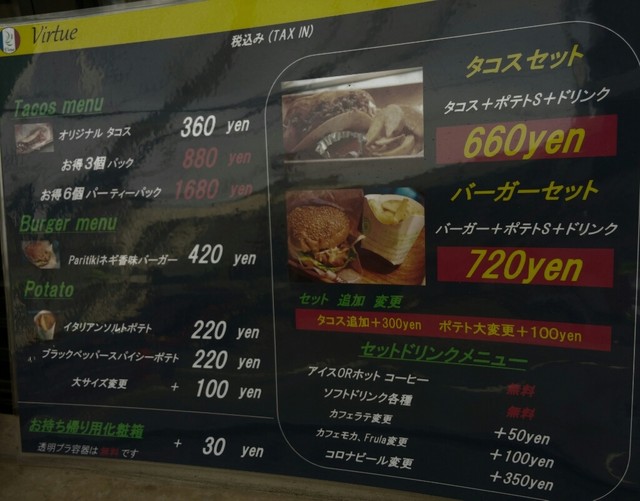 Virtue
税込み (TAX IN)
Tacos menu
オリジナル タコス 360 yen
お得3個 パック 880 yen
お得6個 パーティーパック 1680 yen
Burger menu
Paritikiネギ香味バーガー 420 yen
Potato
イタリアンソルトポテト 220 yen
ブラックペッパースパイシーポテト 220 yen
大サイズ変更 + 100 yen
お持ち帰り用化粧箱 + 30 yen
透明プラ容器は 無料 です
タコスセット
タコス+ポテトS+ドリンク
660yen
バーガーセット
バーガー+ポテトS+ドリンク
720yen
セット 追加 変更
タコス追加+300yen ポテト大変更+100yen
セットドリンクメニュー
アイスORホット コーヒー 無料
ソフトドリンク各種 無料
カフェラテ変更 +50yen
カフェモカ、Frula変更 +100yen
コロナビール変更 +350yen